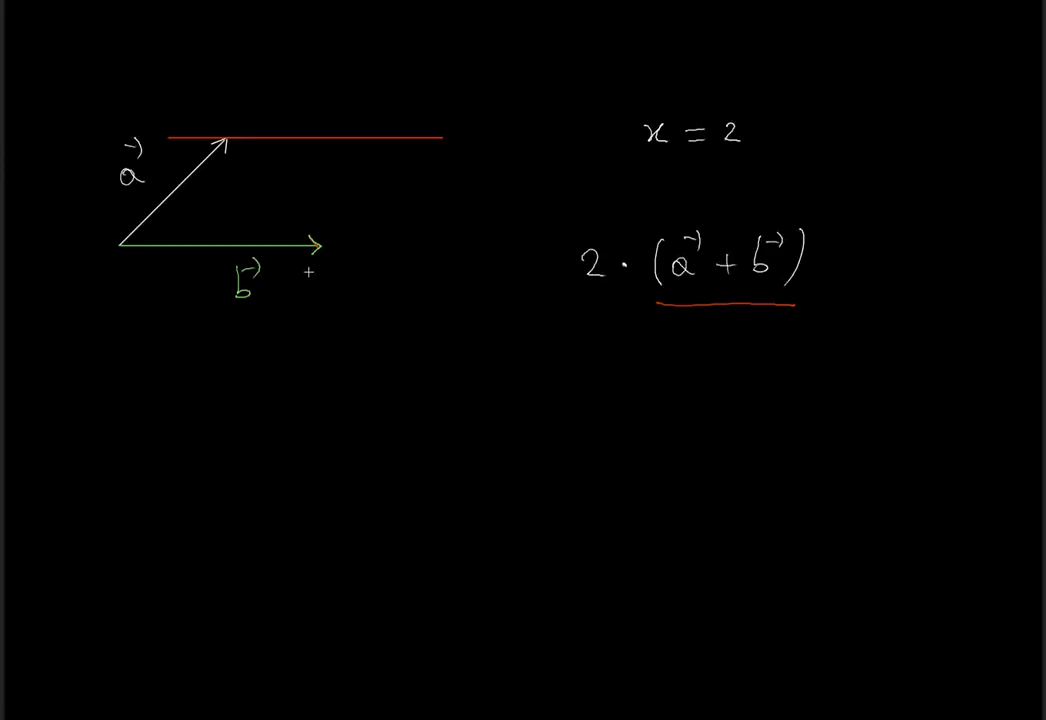 a⃗
x = 2
2 · (a⃗ + b⃗)
b⃗